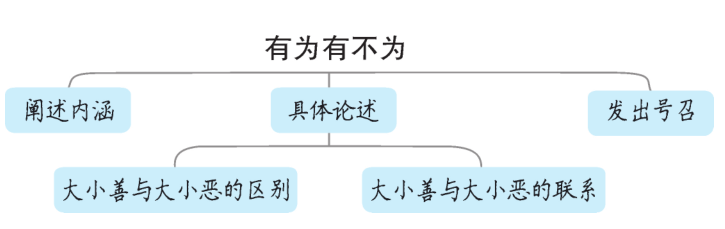 有为有不为
阐述内涵
具体论述
发出号召
大小善与大小恶的区别
大小善与大小恶的联系